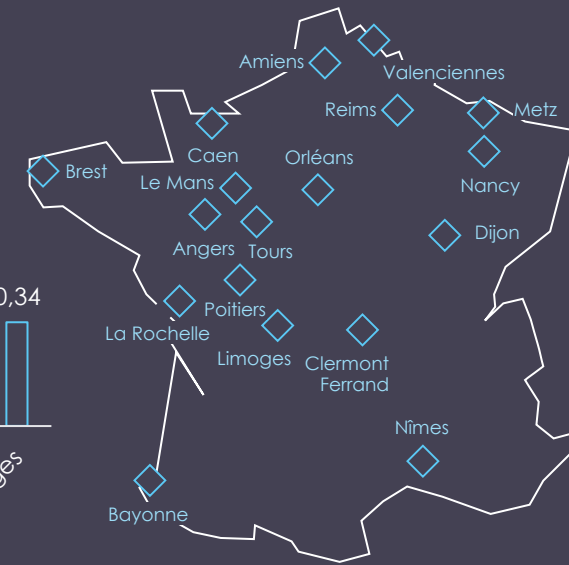 Amiens
Valenciennes
Reims
Metz
Caen
Orléans
Brest
Le Mans
Nancy
Angers
Tours
Dijon
0,34
Poitiers
La Rochelle
Limoges
Clermont
Ferrand
Nîmes
Bayonne